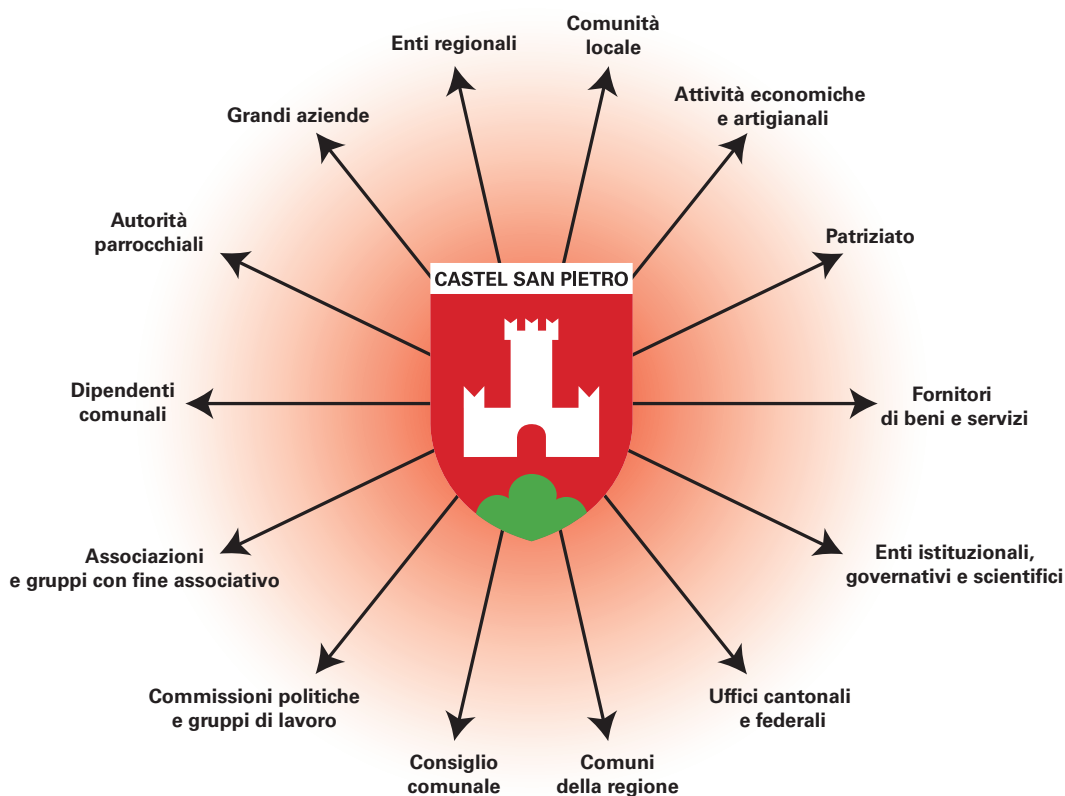 Comunità
locale
Enti regionali
Attività economiche
e artigianali
Grandi aziende
Autorità
parrocchiali
Patriziato
CASTEL SAN PIETRO
Dipendenti
comunali
Fornitori
di beni e servizi
Associazioni
e gruppi con fine associativo
Enti istituzionali,
governativi e scientifici
Commissioni politiche
e gruppi di lavoro
Uffici cantonali
e federali
Consiglio
comunale
Comuni
della regione